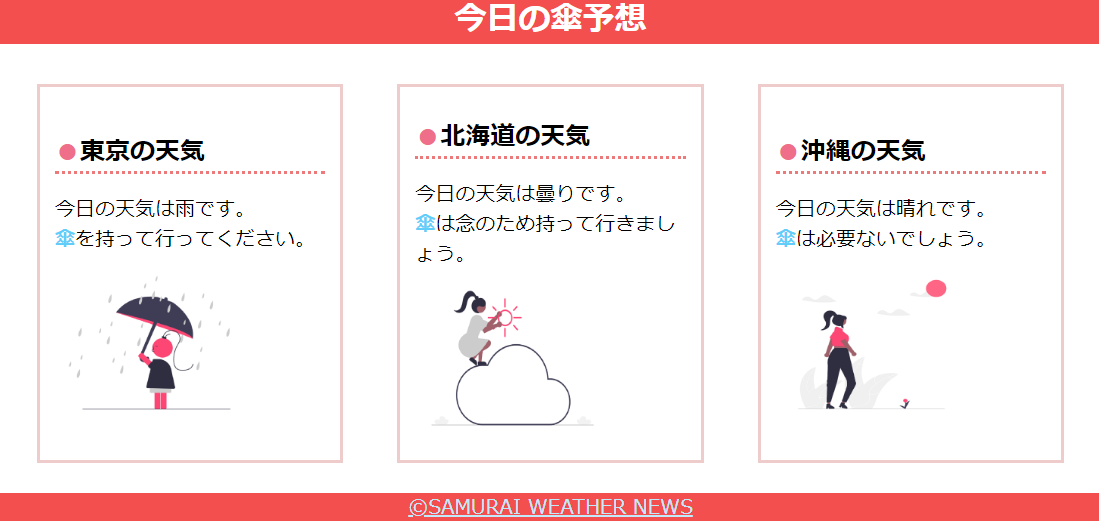 今日の傘予想
●東京の天気
今日の天気は雨です。
傘を持って行ってください。
●北海道の天気
今日の天気は曇りです。
傘は念のため持って行きまし
ょう。
●沖縄の天気
今日の天気は晴れです。
傘は必要ないでしょう。
©SAMURAI WEATHER NEWS